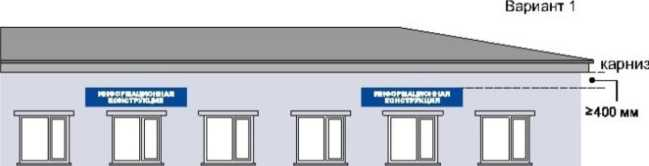 Вариант 1
карниз
ИНФОРМАЦИОННАЯ
КОНСТРУКЦИЯ
ИНФОРМАЦИОННАЯ
КОНСТРУКЦИЯ
≥400 мм